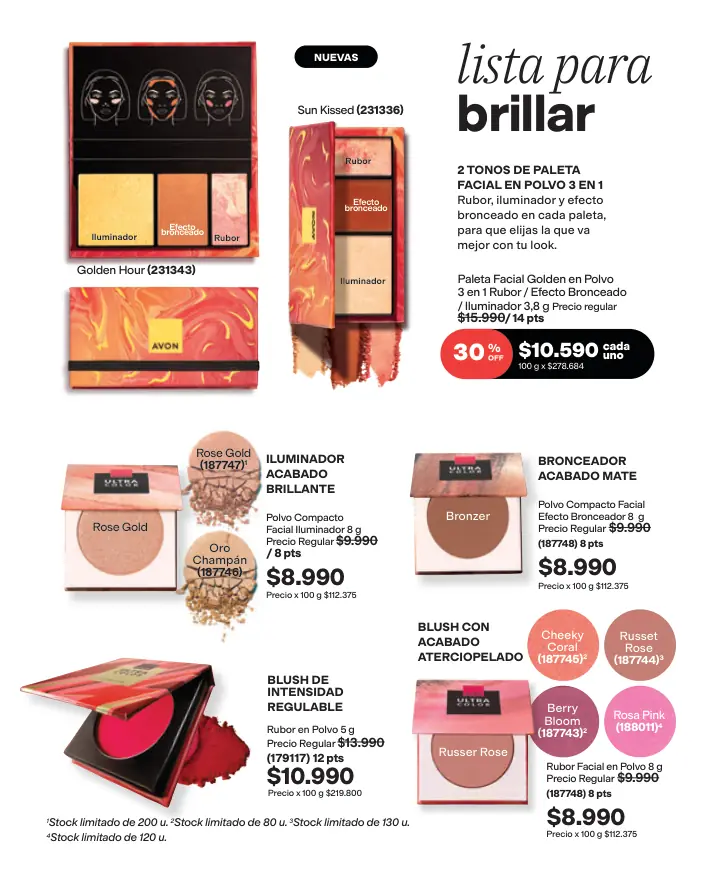 NUEVAS
lista para
brillar
Sun Kissed (231336)
2 TONOS DE PALETA
FACIAL EN POLVO 3 EN 1
Rubor, iluminador y efecto
bronceado en cada paleta,
para que elijas la que va
mejor con tu look.
Rubor
Efecto
bronceado
Iluminador
AVON
Iluminador
Efecto
bronceado
Rubor
Golden Hour (231343)
AVON
Paleta Facial Golden en Polvo
3 en 1 Rubor / Efecto Bronceado
/ Iluminador 3,8 g Precio regular
$15.990/ 14 pts
30 % OFF
$10.590 cada uno
100 g x $278.684
Rose Gold
(187747)¹
ULTRA
COLOR
Rose Gold
Oro
Champán
(187746)
ILUMINADOR
ACABADO
BRILLANTE
Polvo Compacto
Facial Iluminador 8 g
Precio Regular $9.990
/ 8 pts
$8.990
Precio x 100 g $112.375
ULTRA
COLOR
Bronzer
BRONCEADOR
ACABADO MATE
Polvo Compacto Facial
Efecto Bronceador 8 g
Precio Regular $9.990
(187748) 8 pts
$8.990
Precio x 100 g $112.375
BLUSH DE
INTENSIDAD
REGULABLE
Rubor en Polvo 5 g
Precio Regular $13.990
(179117) 12 pts
$10.990
Precio x 100 g $219.800
BLUSH CON
ACABADO
ATERCIOPELADO
Cheeky
Coral
(187745)²
Russet
Rose
(187744)³
Berry
Bloom
(187743)²
Rosa Pink
(188011)⁴
ULTRA
COLOR
Russer Rose
Rubor Facial en Polvo 8 g
Precio Regular $9.990
(187748) 8 pts
$8.990
Precio x 100 g $112.375
¹Stock limitado de 200 u. ²Stock limitado de 80 u. ³Stock limitado de 130 u.
⁴Stock limitado de 120 u.